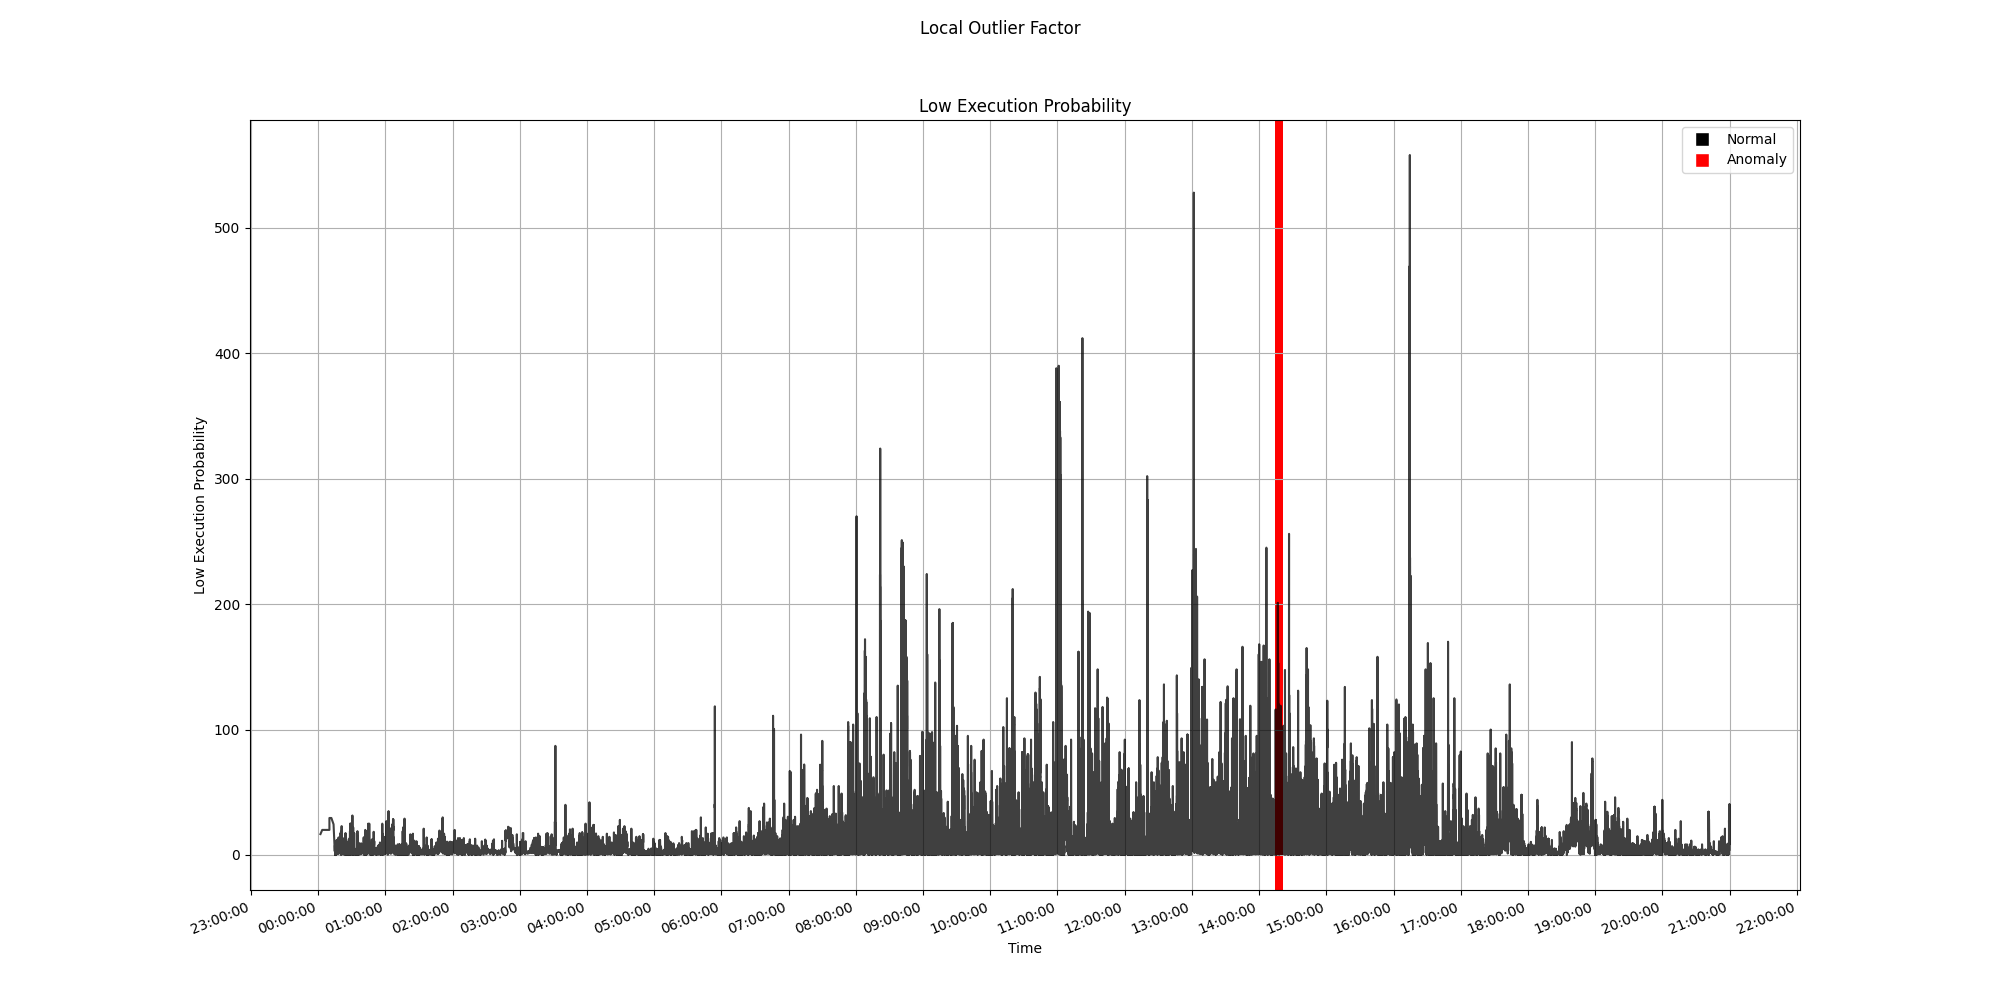 Local Outlier Factor
Low Execution Probability
Normal
Anomaly
500
400
300
200
100
0
Low Execution Probability
23:00:00 00:00:00 01:00:00 02:00:00 03:00:00 04:00:00 05:00:00 06:00:00 07:00:00 08:00:00 09:00:00 10:00:00 11:00:00 12:00:00 13:00:00 14:00:00 15:00:00 16:00:00 17:00:00 18:00:00 19:00:00 20:00:00 21:00:00 22:00:00
Time